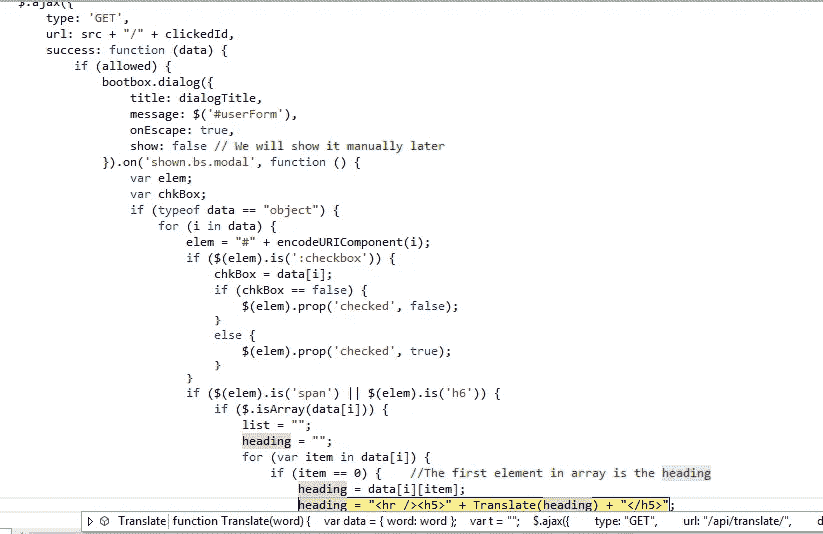 $.ajax({
type: 'GET',
url: src + "/" + clickedId,
success: function (data) {
if (allowed) {
bootbox.dialog({
title: dialogTitle,
message: $('#userForm'),
onEscape: true,
show: false // We will show it manually later
}).on('shown.bs.modal', function () {
var elem;
var chkBox;
if (typeof data == "object") {
for (i in data) {
elem = "#" + encodeURIComponent(i);
if ($(elem).is(':checkbox')) {
chkBox = data[i];
if (chkBox == false) {
$(elem).prop('checked', false);
}
else {
$(elem).prop('checked', true);
}
}
if ($(elem).is('span') || $(elem).is('h6')) {
if ($.isArray(data[i])) {
list = "";
heading = "";
for (var item in data[i]) {
if (item == 0) { //The first element in array is the heading
heading = data[i][item];
heading = "<hr /><h5>" + Translate(heading) + "</h5>";
Translate function Translate(word) { var data = { word: word }; var t = ""; $.ajax({ type: "GET", url: "/api/translate/", d